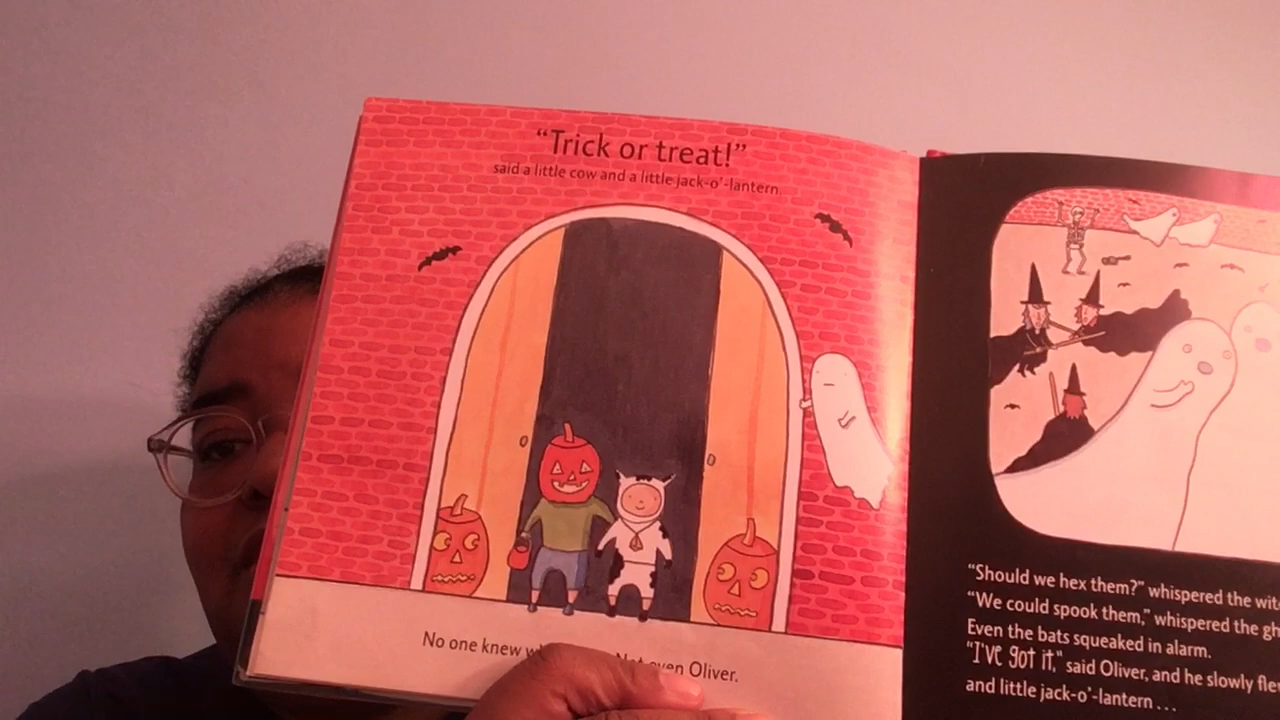 “Trick or treat!”
said a little cow and a little jack-o’-lantern.
No one knew even Oliver.
“Should we hex them?” whispered the
“We could spook them,” whispered the
Even the bats squeaked in alarm.
“I’ve got it,” said Oliver, and he slowly
and little jack-o’-lantern . . .